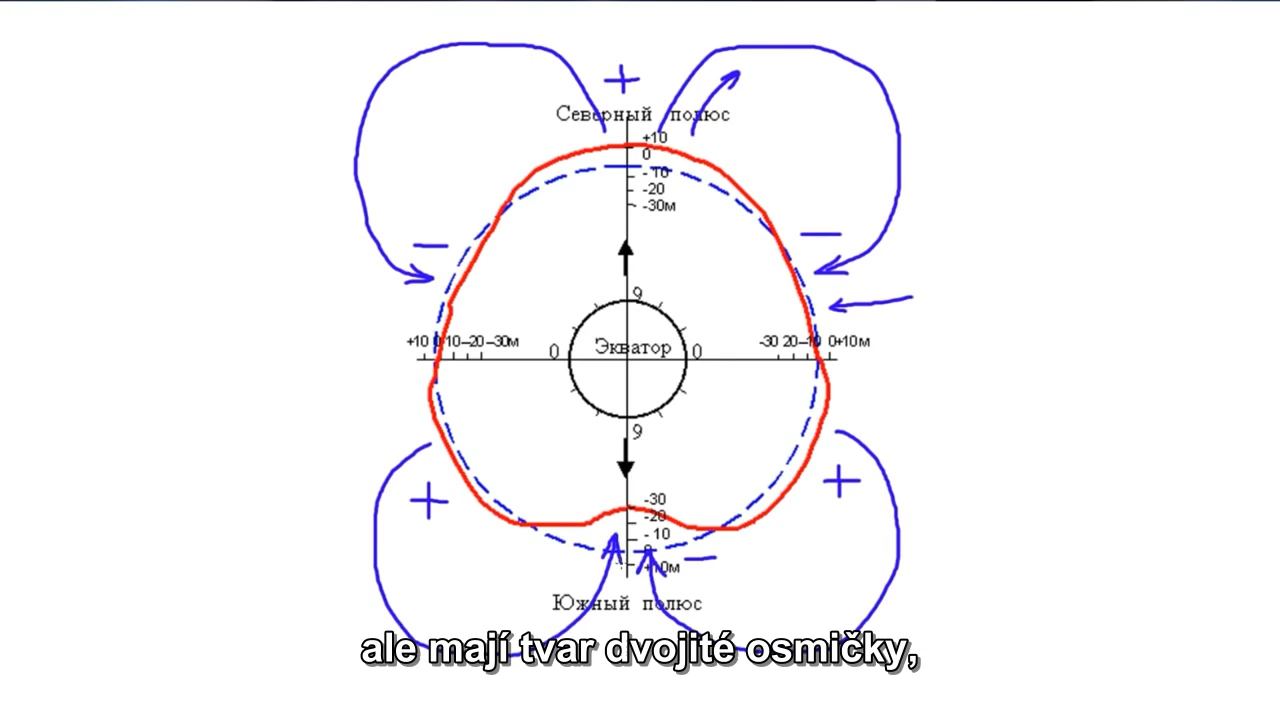 +
Северный полюс
+10
0
-10
-20
-30м
9
+10 0 10-20-30м
0
Экватор
0
-30 20-10 0+10м
9
-30
-20
-10
0
+10м
Южный полюс
ale mají tvar dvojité osmičky,